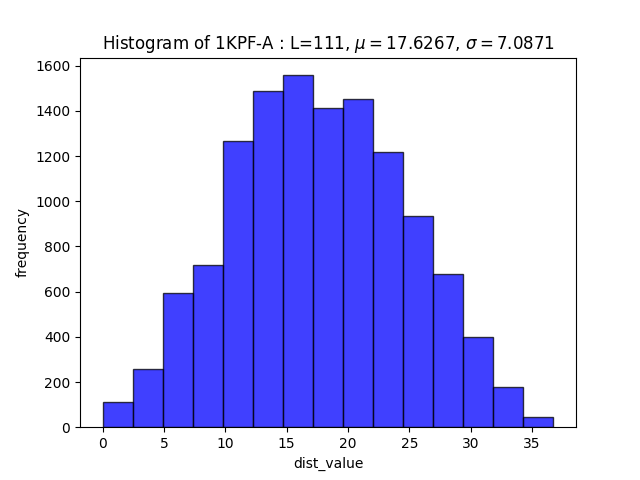 Histogram of 1KPF-A : L=111, μ = 17.6267, σ = 7.0871
1600
1400
1200
1000
800
600
400
200
0
frequency
0 5 10 15 20 25 30 35
dist_value